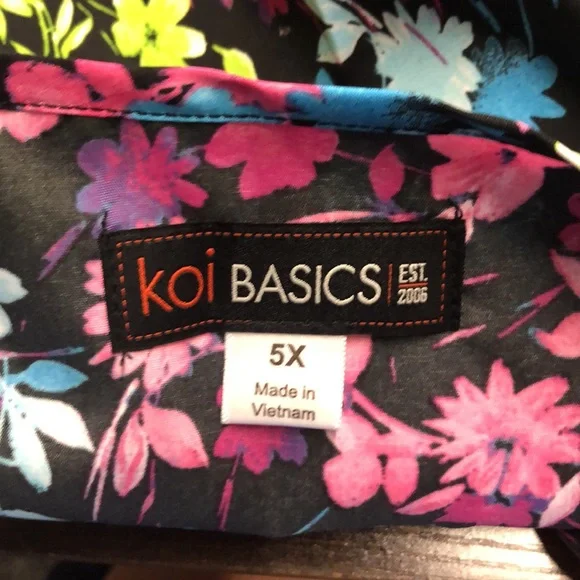 koi BASICS EST. 2006
5X
Made in
Vietnam